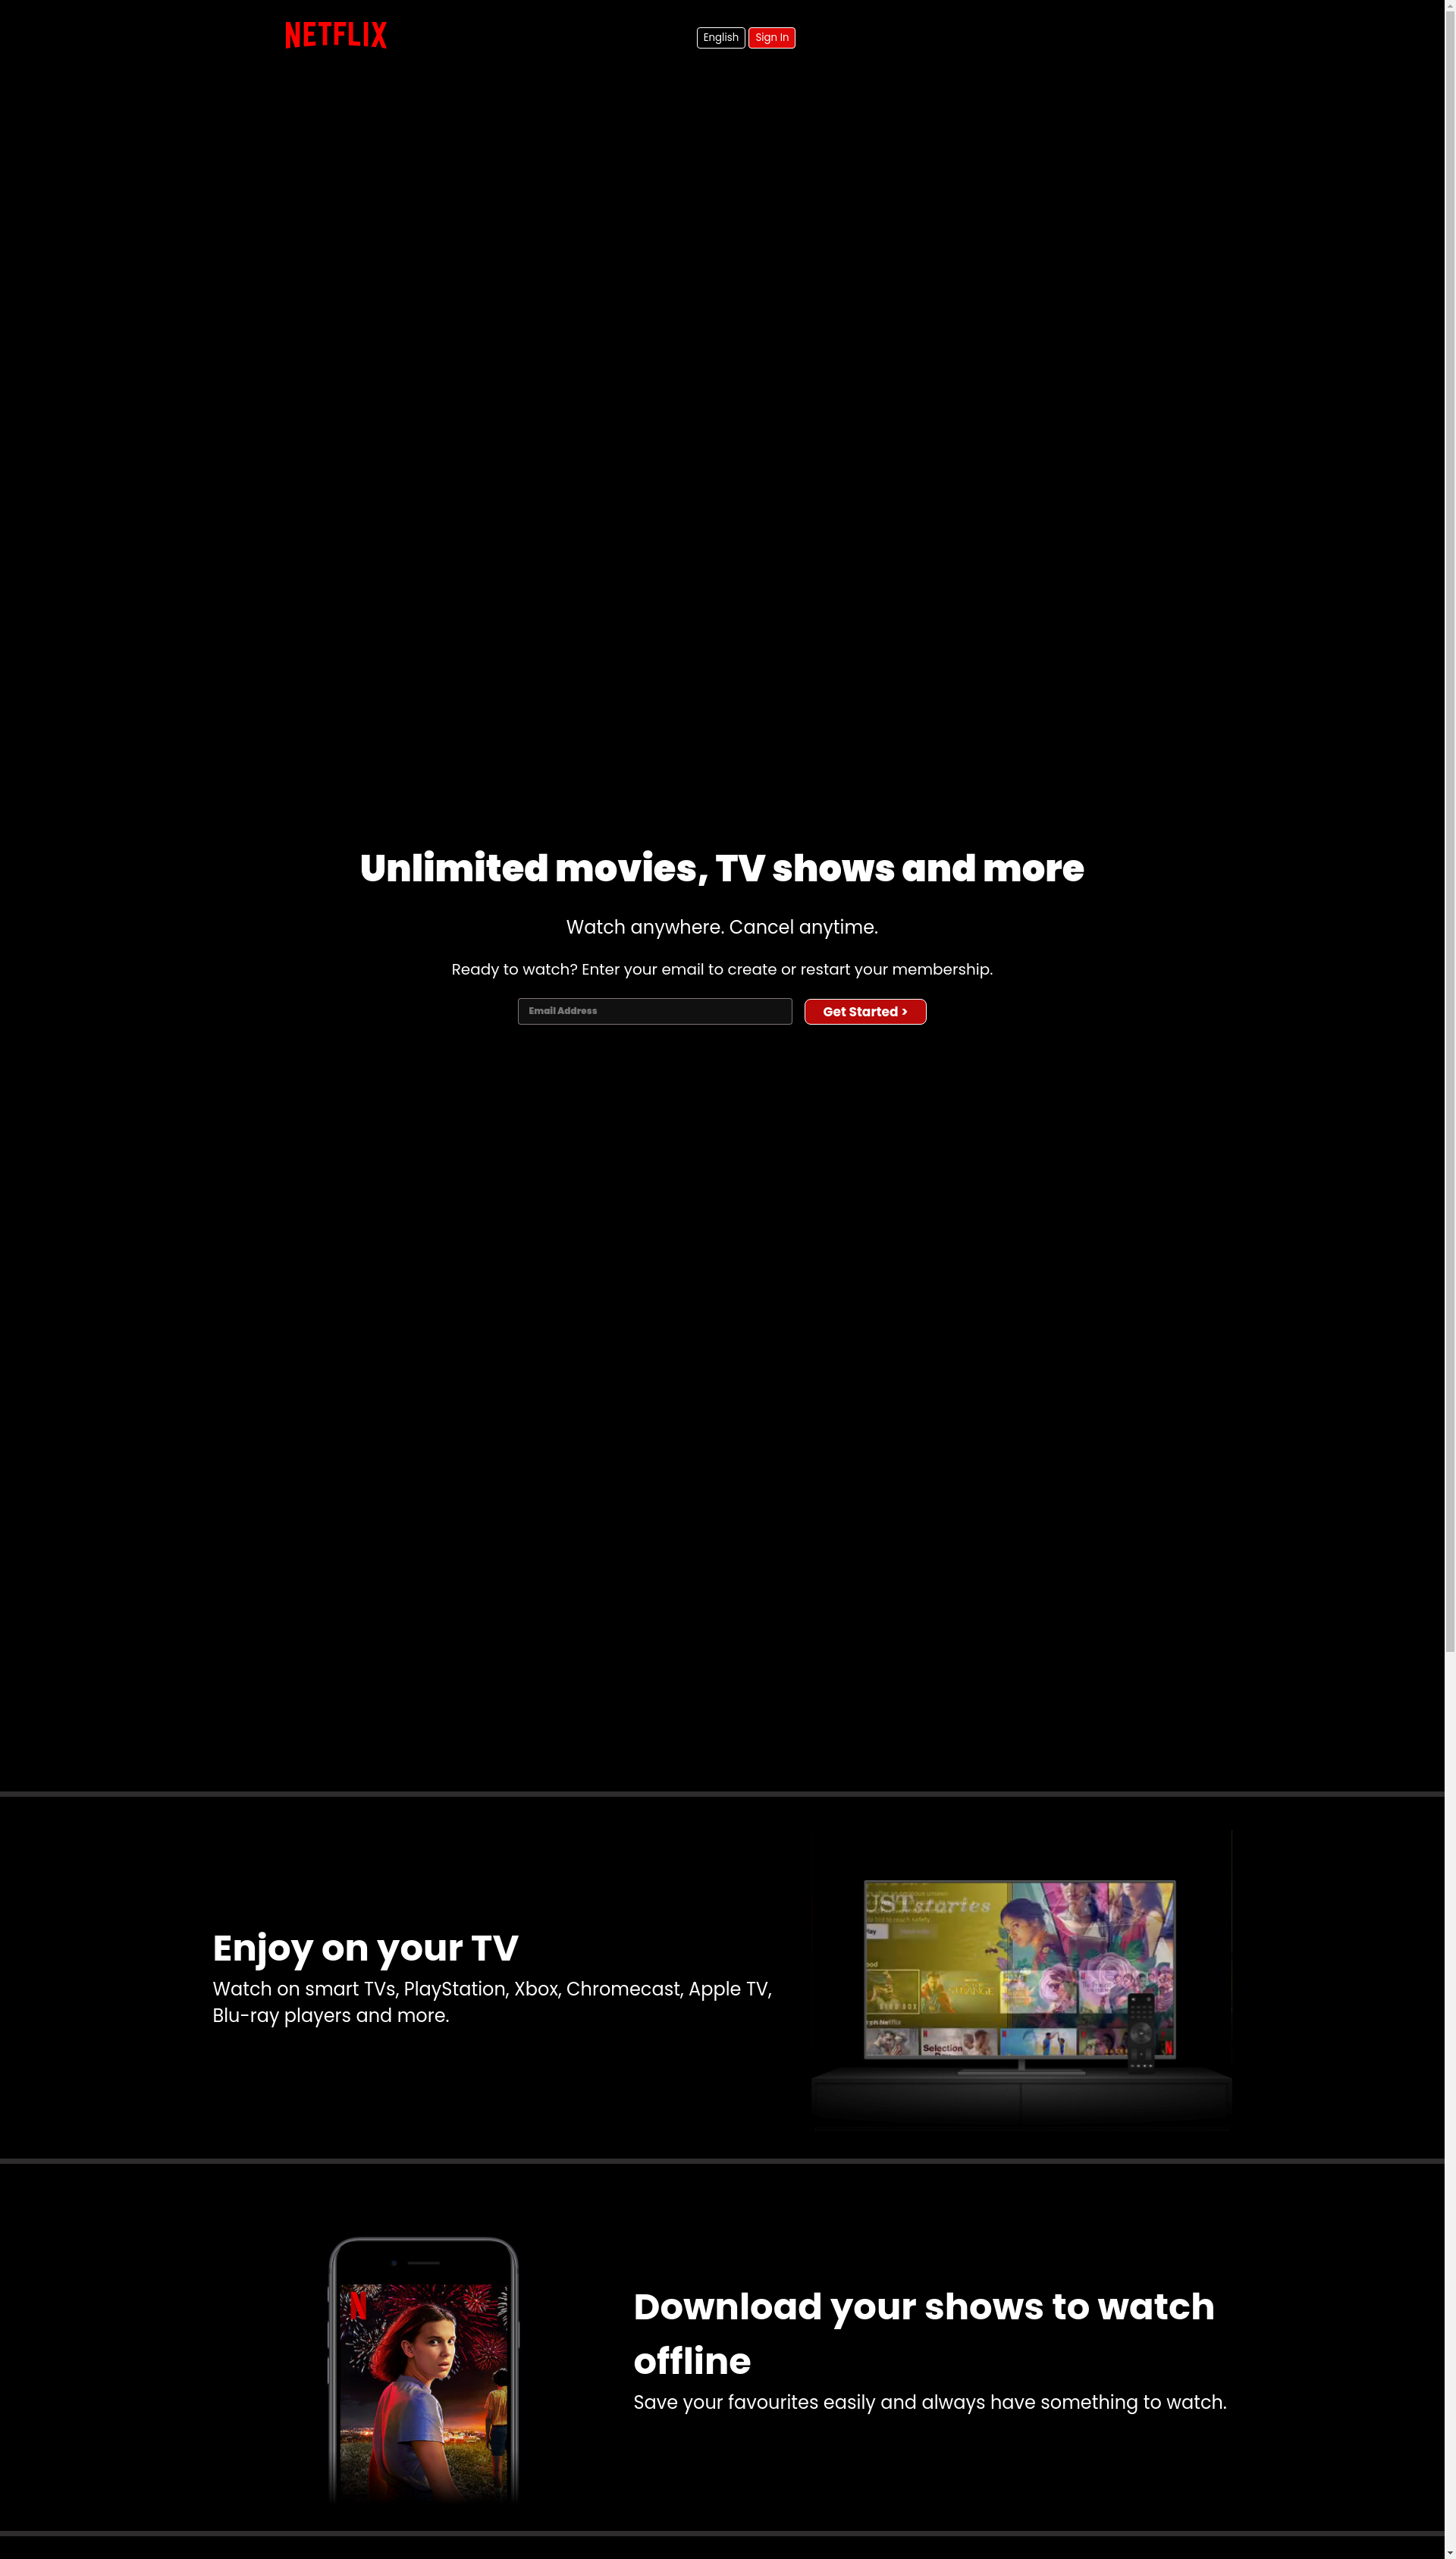 NETFLIX
English
Sign In
Unlimited movies, TV shows and more
Watch anywhere. Cancel anytime.
Ready to watch? Enter your email to create or restart your membership.
Email Address
Get Started >
Enjoy on your TV
Watch on smart TVs, PlayStation, Xbox, Chromecast, Apple TV,
Blu-ray players and more.
UST stories
Selection
N
Download your shows to watch
offline
Save your favourites easily and always have something to watch.